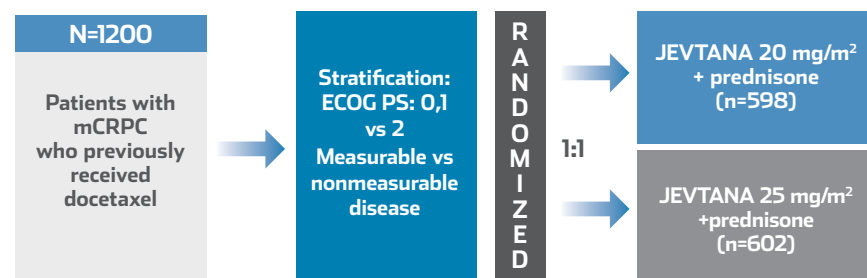 N=1200
Patients with
mCRPC
who previously
received
docetaxel
Stratification:
ECOG PS: 0,1
vs 2
Measurable vs
nonmeasurable
disease
RANDOMIZED
1:1
JEVTANA 20 mg/m²
+ prednisone
(n=598)
JEVTANA 25 mg/m²
+prednisone
(n=602)